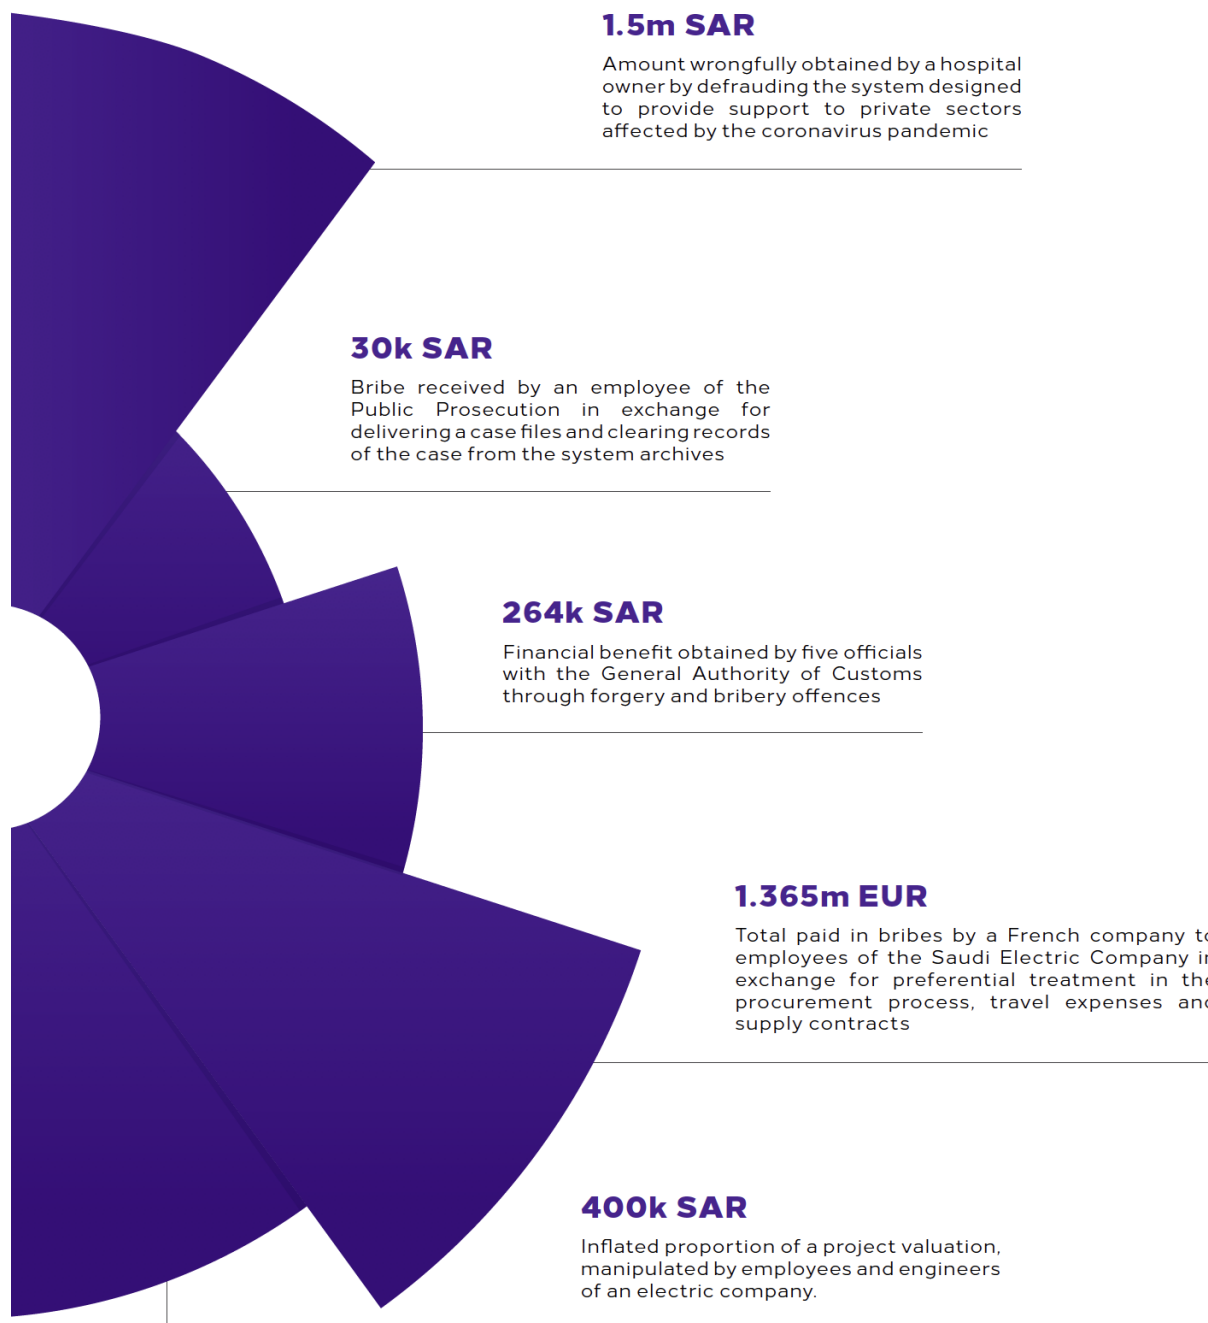 1.5m SAR
Amount wrongfully obtained by a hospital
owner by defrauding the system designed
to provide support to private sectors
affected by the coronavirus pandemic
30k SAR
Bribe received by an employee of the
Public Prosecution in exchange for
delivering a case files and clearing records
of the case from the system archives
264k SAR
Financial benefit obtained by five officials
with the General Authority of Customs
through forgery and bribery offences
1.365m EUR
Total paid in bribes by a French company to
employees of the Saudi Electric Company in
exchange for preferential treatment in the
procurement process, travel expenses and
supply contracts
400k SAR
Inflated proportion of a project valuation,
manipulated by employees and engineers
of an electric company.